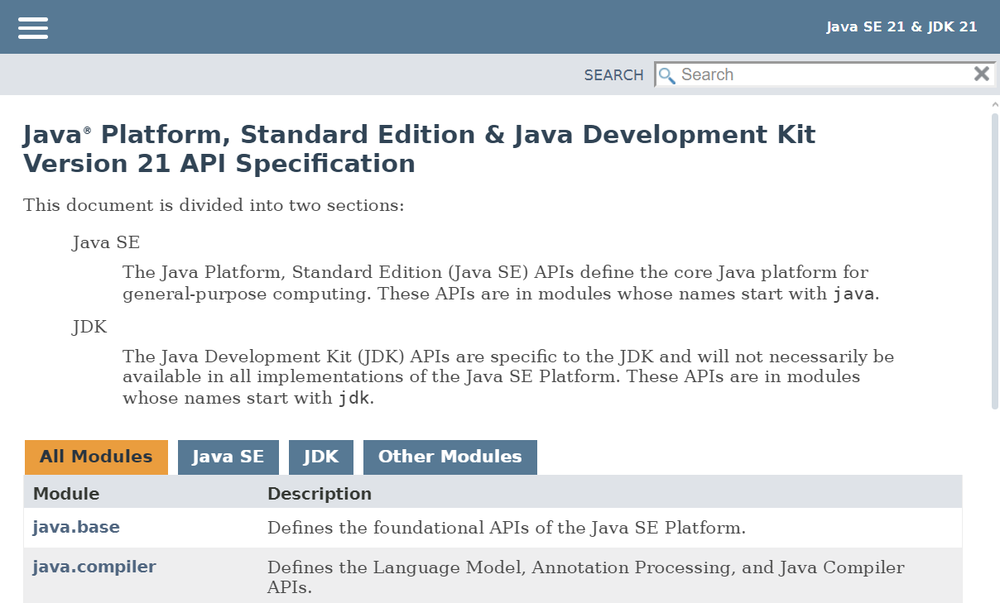 Java SE 21 & JDK 21
SEARCH Search
Java® Platform, Standard Edition & Java Development Kit
Version 21 API Specification
This document is divided into two sections:
Java SE
The Java Platform, Standard Edition (Java SE) APIs define the core Java platform for
general-purpose computing. These APIs are in modules whose names start with java.
JDK
The Java Development Kit (JDK) APIs are specific to the JDK and will not necessarily be
available in all implementations of the Java SE Platform. These APIs are in modules
whose names start with jdk.
All Modules Java SE JDK Other Modules
Module Description
java.base Defines the foundational APIs of the Java SE Platform.
java.compiler Defines the Language Model, Annotation Processing, and Java Compiler
APIs.